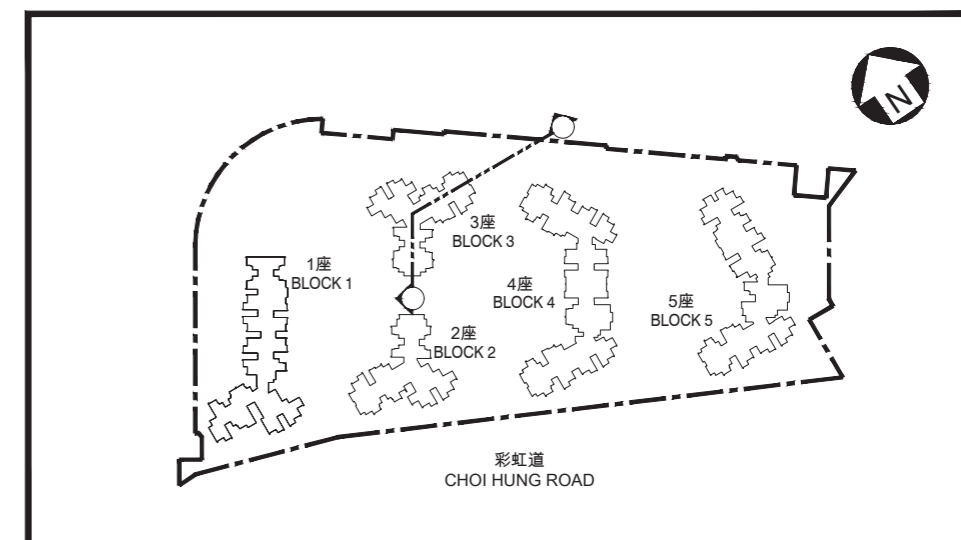 N
3座
BLOCK 3
1座
BLOCK 1
4座
BLOCK 4
5座
BLOCK 5
2座
BLOCK 2
彩虹道
CHOI HUNG ROAD